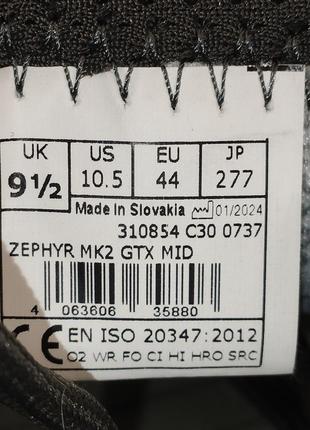 UK US EU JP
9½ 10.5 44 277
Made in Slovakia 01/2024
310854 C30 0737
ZEPHYR MK2 GTX MID
4 063606 35880
CE EN ISO 20347:2012
O2 WR FO CI HI HRO SRC